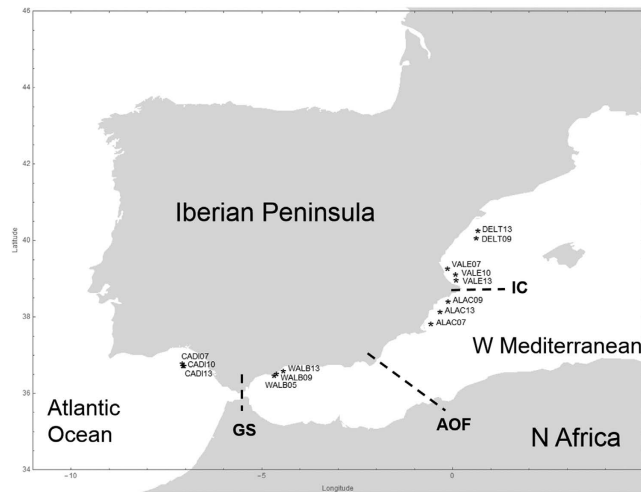 46
44
42
40
38
36
34
Latitude
−10
−5
0
Longitude
Iberian Peninsula
DELT13
DELT09
VALE07
VALE10
VALE13
IC
ALAC09
ALAC13
ALAC07
W Mediterranean
CADI07
CADI10
CADI13
WALB13
WALB09
WALB05
Atlantic
Ocean
GS
AOF
N Africa